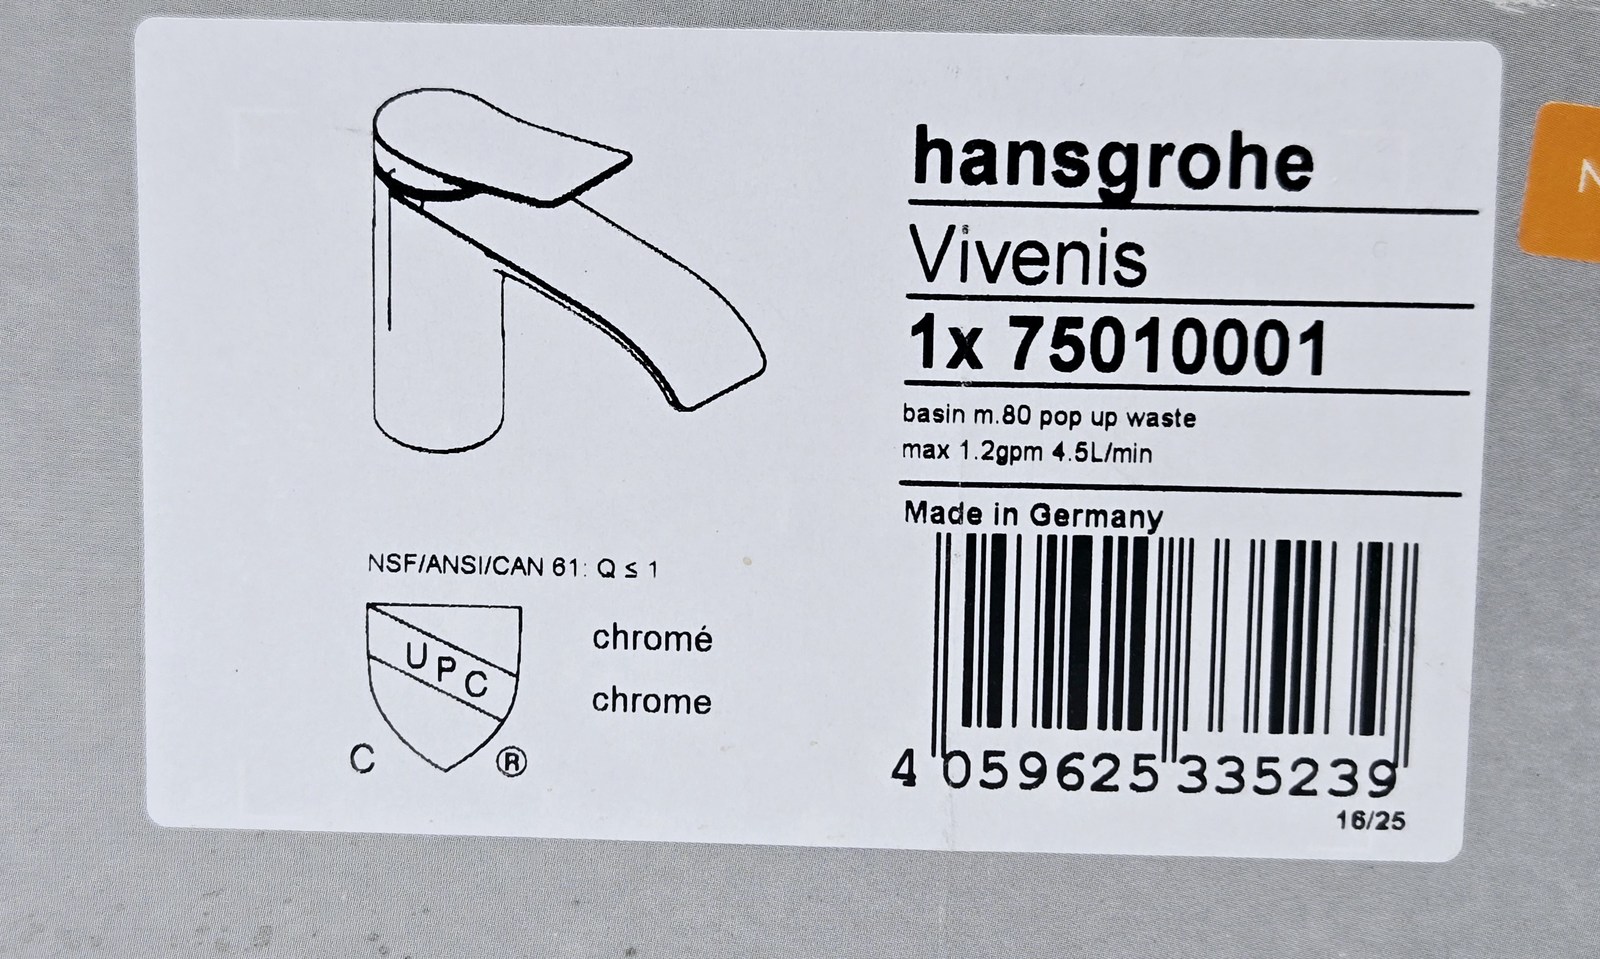 hansgrohe
Vivenis
1x 75010001
basin m.80 pop up waste
max 1.2gpm 4.5L/min
Made in Germany
NSF/ANSI/CAN 61: Q ≤ 1
UPC
C ®
chromé
chrome
4 059625 335239
16/25
N